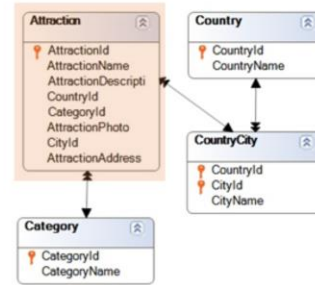 Attraction
AttractionId
AttractionName
AttractionDescripti
CountryId
CategoryId
AttractionPhoto
CityId
AttractionAddress
Country
CountryId
CountryName
CountryCity
CountryId
CityId
CityName
Category
CategoryId
CategoryName